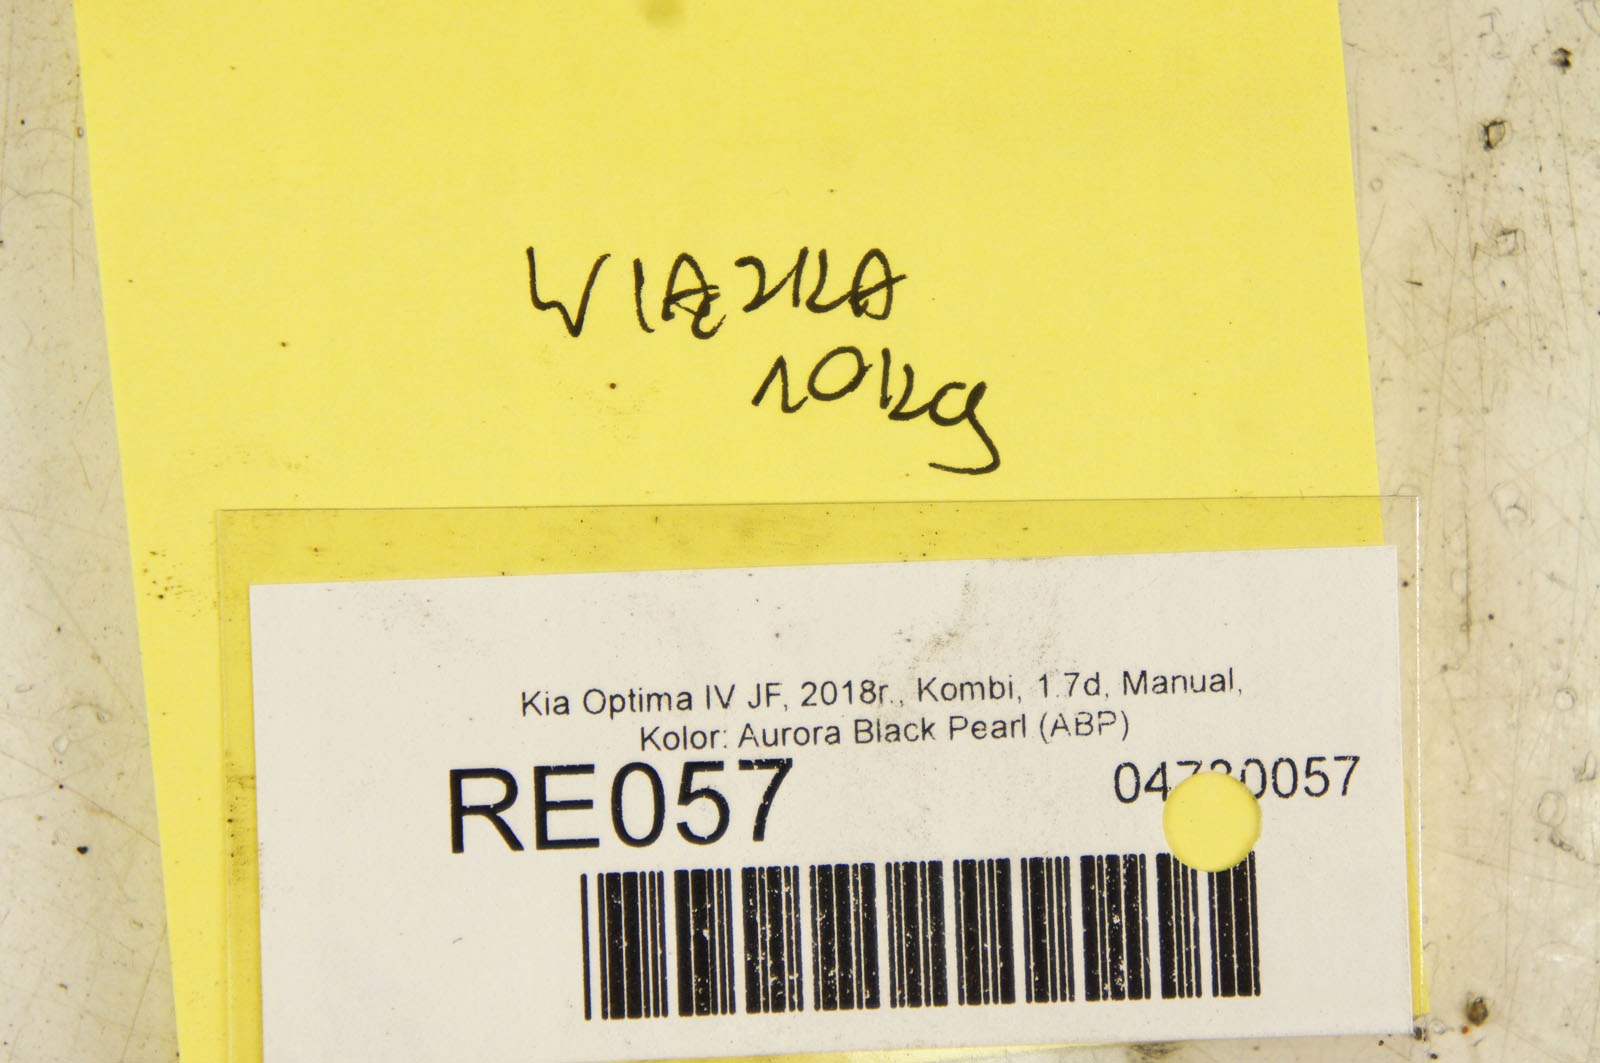 WIĄZKA
10kg
Kia Optima IV JF, 2018r., Kombi, 1.7d, Manual,
Kolor: Aurora Black Pearl (ABP)
RE057